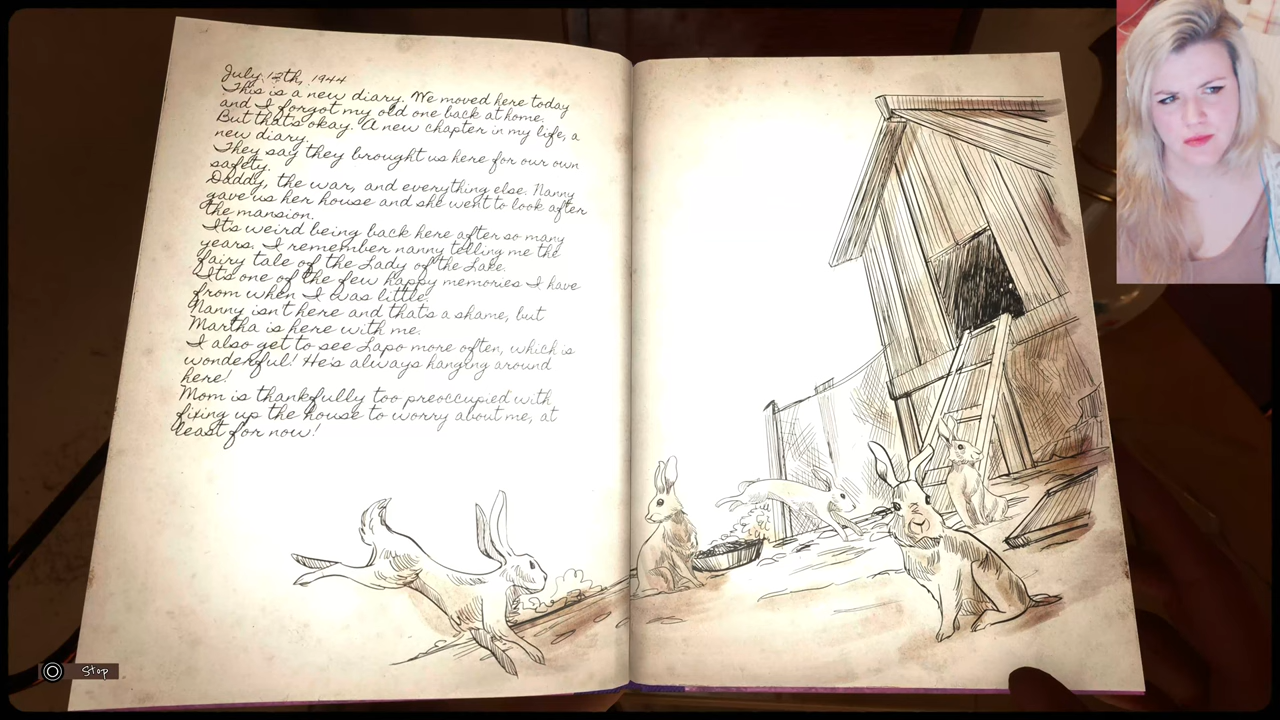 July 12th, 1944
This is a new diary. We moved here today
and I forgot my old one back at home.
But that's okay. A new chapter in my life, a
new diary.
They say they brought us here for our own
safety.
Daddy, the war, and everything else. Nanny
gave us her house and she went to look after
the mansion.
It's weird being back here after so many
years. I remember nanny telling me the
fairy tale of the Lady of the Lake.
It's one of the few happy memories I have
from when I was little.
Nanny isn't here and that's a shame, but
Martha is here with me.
I also get to see Lapo more often, which is
wonderful! He's always hanging around
here!
Mom is thankfully too preoccupied with
fixing up the house to worry about me, at
least for now!
Stop